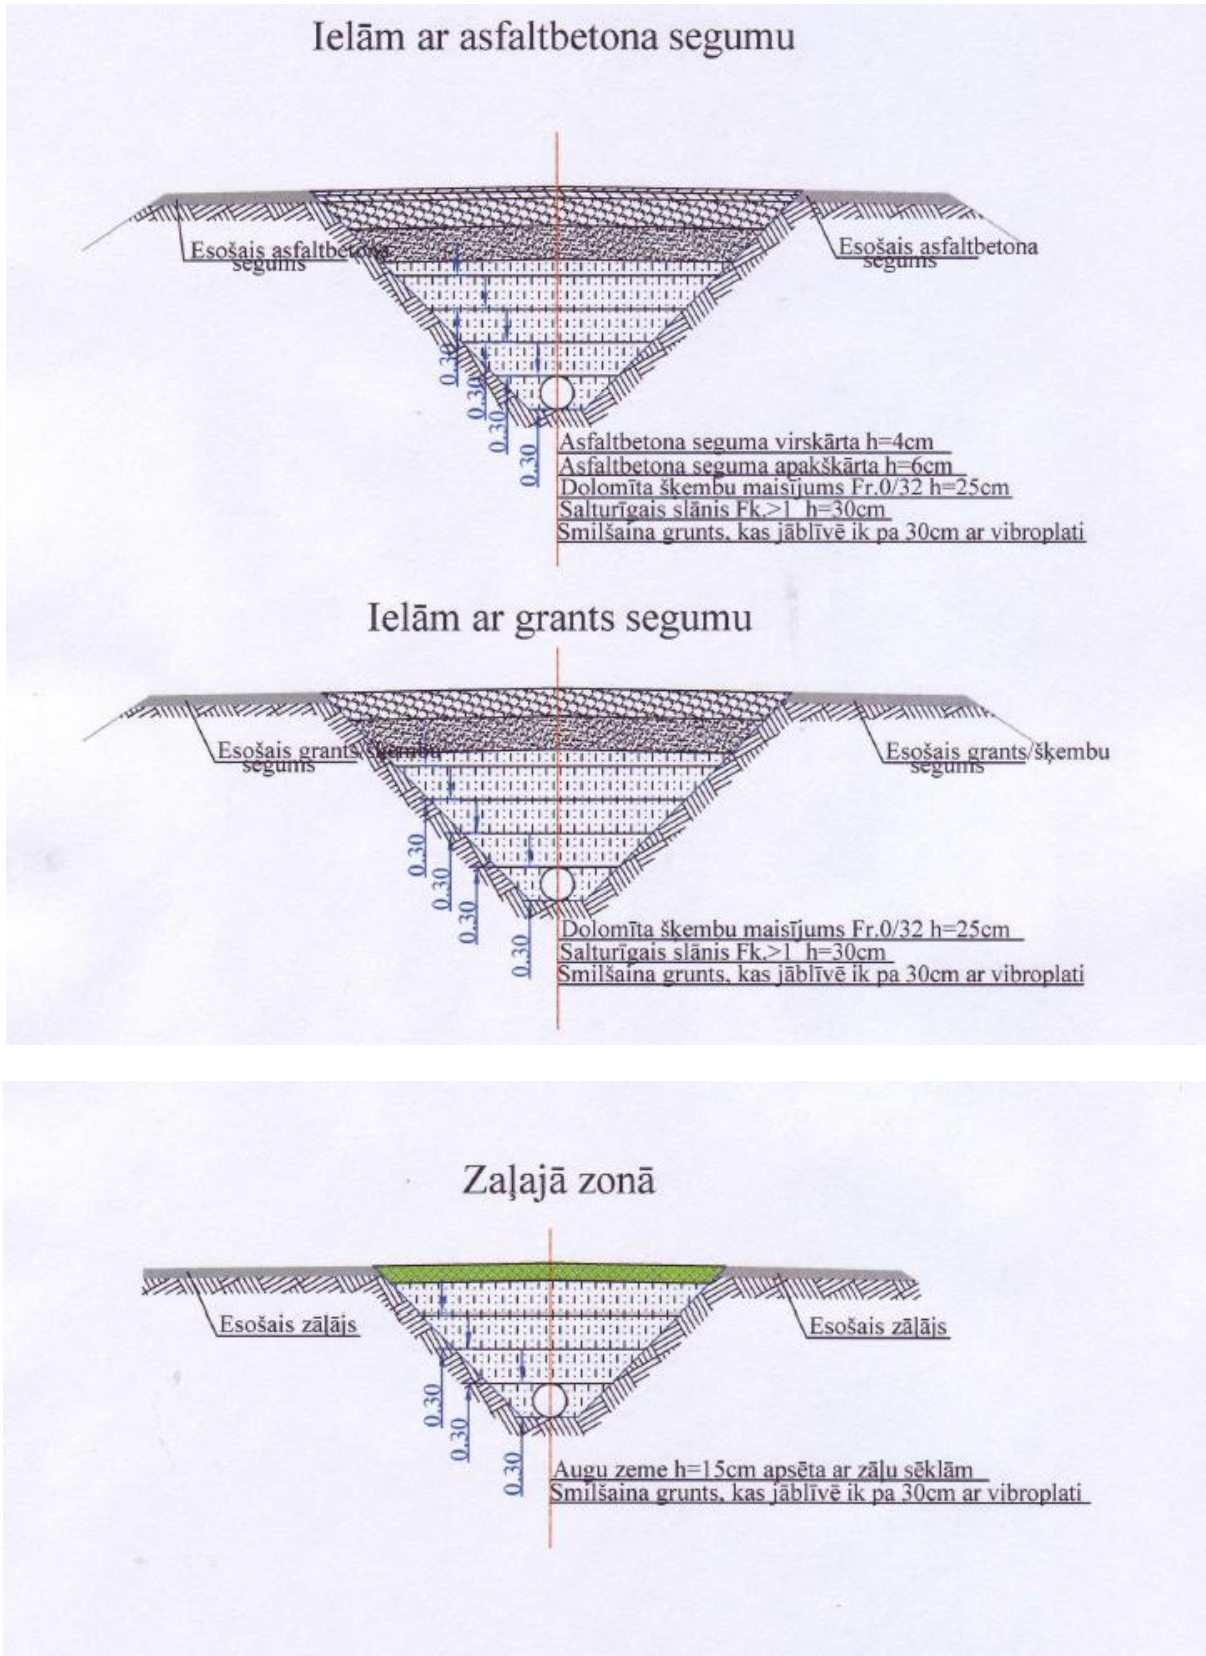 Ielām ar asfaltbetona segumu
Esošais asfaltbetona
segums
Esošais asfaltbetona
segums
0.30
0.30
0.30
0.30
Asfaltbetona seguma virskārta h=4cm
Asfaltbetona seguma apakškārta h=6cm
Dolomīta šķembu maisījums Fr.0/32 h=25cm
Salturīgais slānis Fk.>1 h=30cm
Smilšaina grunts, kas jāblīvē ik pa 30cm ar vibroplati
Ielām ar grants segumu
Esošais grants/šķembu
segums
Esošais grants/šķembu
segums
0.30
0.30
0.30
0.30
Dolomīta šķembu maisījums Fr.0/32 h=25cm
Salturīgais slānis Fk.>1 h=30cm
Smilšaina grunts, kas jāblīvē ik pa 30cm ar vibroplati
Zaļajā zonā
Esošais zāļājs
Esošais zāļājs
0.30
0.30
0.30
Augu zeme h=15cm apsēta ar zāļu sēklām
Smilšaina grunts, kas jāblīvē ik pa 30cm ar vibroplati